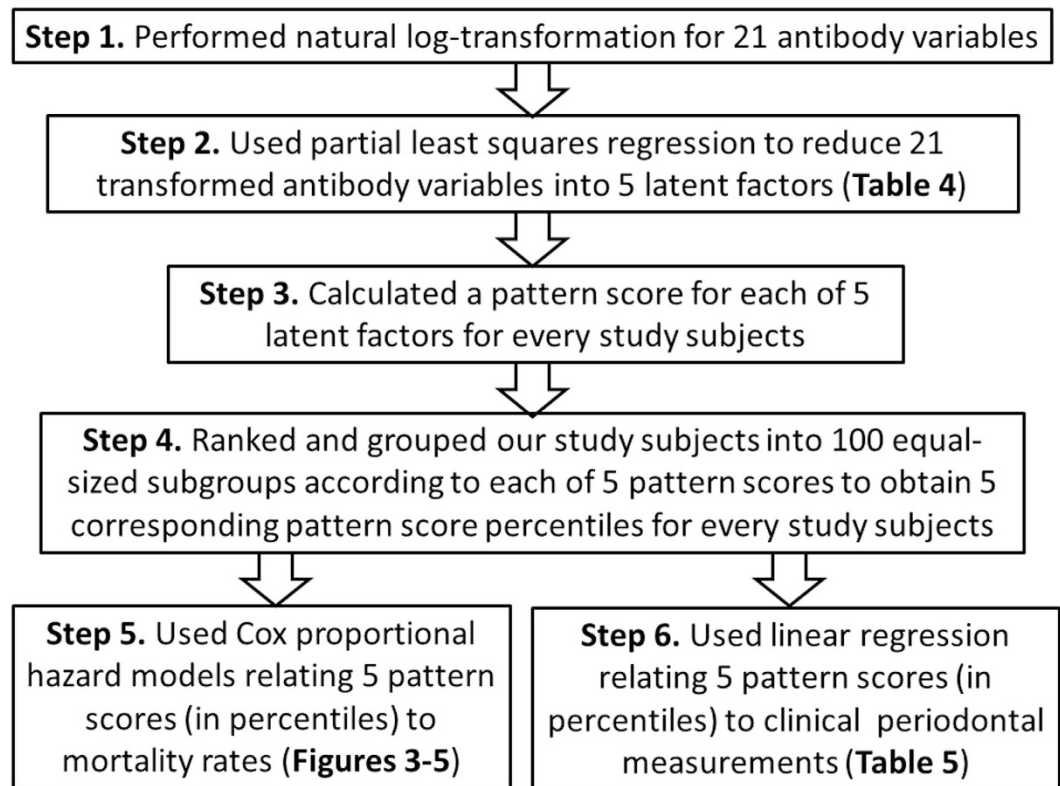 Step 1. Performed natural log-transformation for 21 antibody variables
Step 2. Used partial least squares regression to reduce 21
transformed antibody variables into 5 latent factors (Table 4)
Step 3. Calculated a pattern score for each of 5
latent factors for every study subjects
Step 4. Ranked and grouped our study subjects into 100 equal-
sized subgroups according to each of 5 pattern scores to obtain 5
corresponding pattern score percentiles for every study subjects
Step 5. Used Cox proportional
hazard models relating 5 pattern
scores (in percentiles) to
mortality rates (Figures 3-5)
Step 6. Used linear regression
relating 5 pattern scores (in
percentiles) to clinical periodontal
measurements (Table 5)